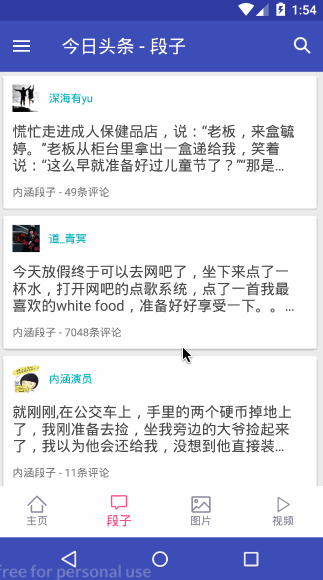 1:54
今日头条 - 段子
深海有yu
慌忙走进成人保健品店，说：“老板，来盒毓
婷。”老板从柜台里拿出一盒递给我，笑着
说：“这么早就准备好过儿童节了？”“那是...
内涵段子 - 49条评论
道_青冥
今天放假终于可以去网吧了，坐下来点了一
杯水，打开网吧的点歌系统，点了一首我最
喜欢的white food，准备好好享受一下。。...
内涵段子 - 7048条评论
内涵演员
就刚刚,在公交车上，手里的两个硬币掉地上
了，我刚准备去捡，坐我旁边的大爷捡起来
了，我以为他会还给我，没想到他直接装...
内涵段子 - 11条评论
主页
段子
图片
视频
free for personal use